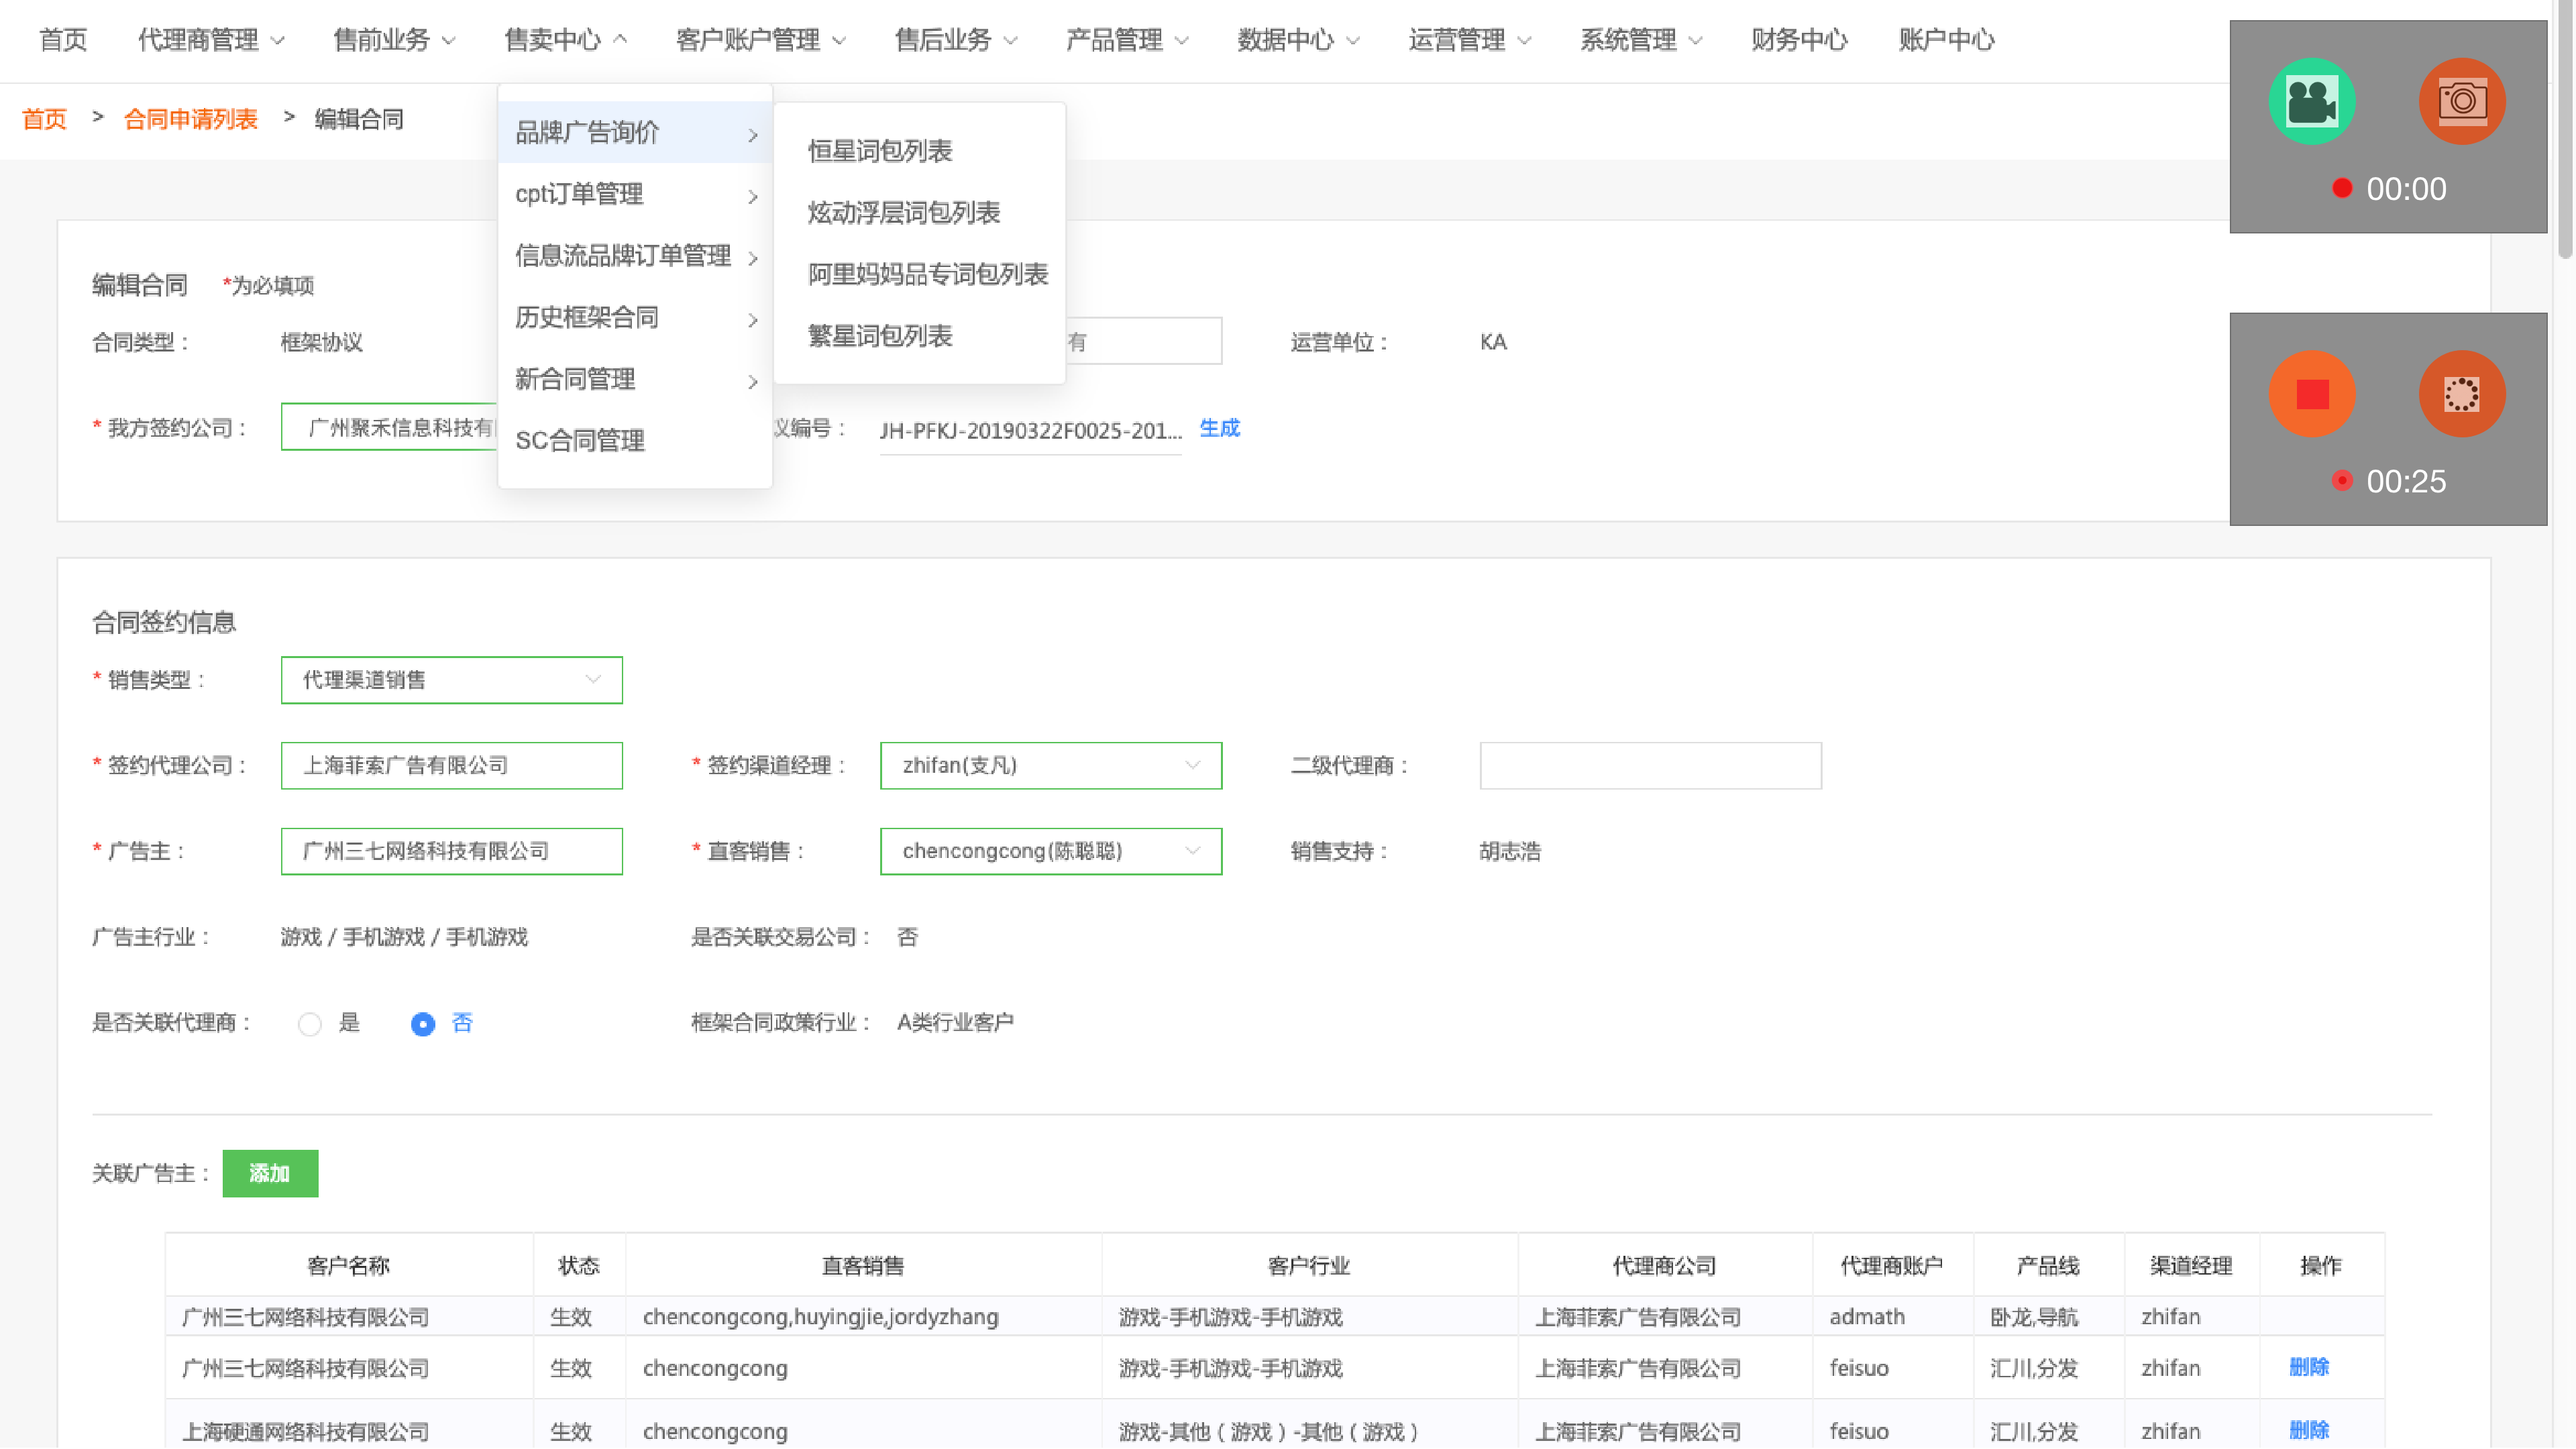 首页 代理商管理 售前业务 售卖中心 客户账户管理 售后业务 产品管理 数据中心 运营管理 系统管理 财务中心 账户中心
首页 > 合同申请列表 > 编辑合同
品牌广告询价
cpt订单管理
信息流品牌订单管理
历史框架合同
新合同管理
SC合同管理
恒星词包列表
炫动浮层词包列表
阿里妈妈品专词包列表
繁星词包列表
00:00
00:25
编辑合同 *为必填项
合同类型： 框架协议 有 运营单位： KA
* 我方签约公司： 广州聚禾信息科技有 议编号： JH-PFKJ-20190322F0025-201... 生成
合同签约信息
* 销售类型： 代理渠道销售
* 签约代理公司： 上海菲索广告有限公司 * 签约渠道经理： zhifan(支凡) 二级代理商：
* 广告主： 广州三七网络科技有限公司 * 直客销售： chencongcong(陈聪聪) 销售支持： 胡志浩
广告主行业： 游戏 / 手机游戏 / 手机游戏 是否关联交易公司： 否
是否关联代理商： 是 否 框架合同政策行业： A类行业客户
关联广告主： 添加
客户名称 状态 直客销售 客户行业 代理商公司 代理商账户 产品线 渠道经理 操作
广州三七网络科技有限公司 生效 chencongcong,huyingjie,jordyzhang 游戏-手机游戏-手机游戏 上海菲索广告有限公司 admath 卧龙,导航 zhifan
广州三七网络科技有限公司 生效 chencongcong 游戏-手机游戏-手机游戏 上海菲索广告有限公司 feisuo 汇川,分发 zhifan 删除
上海硬通网络科技有限公司 生效 chencongcong 游戏-其他（游戏）-其他（游戏） 上海菲索广告有限公司 feisuo 汇川,分发 zhifan 删除